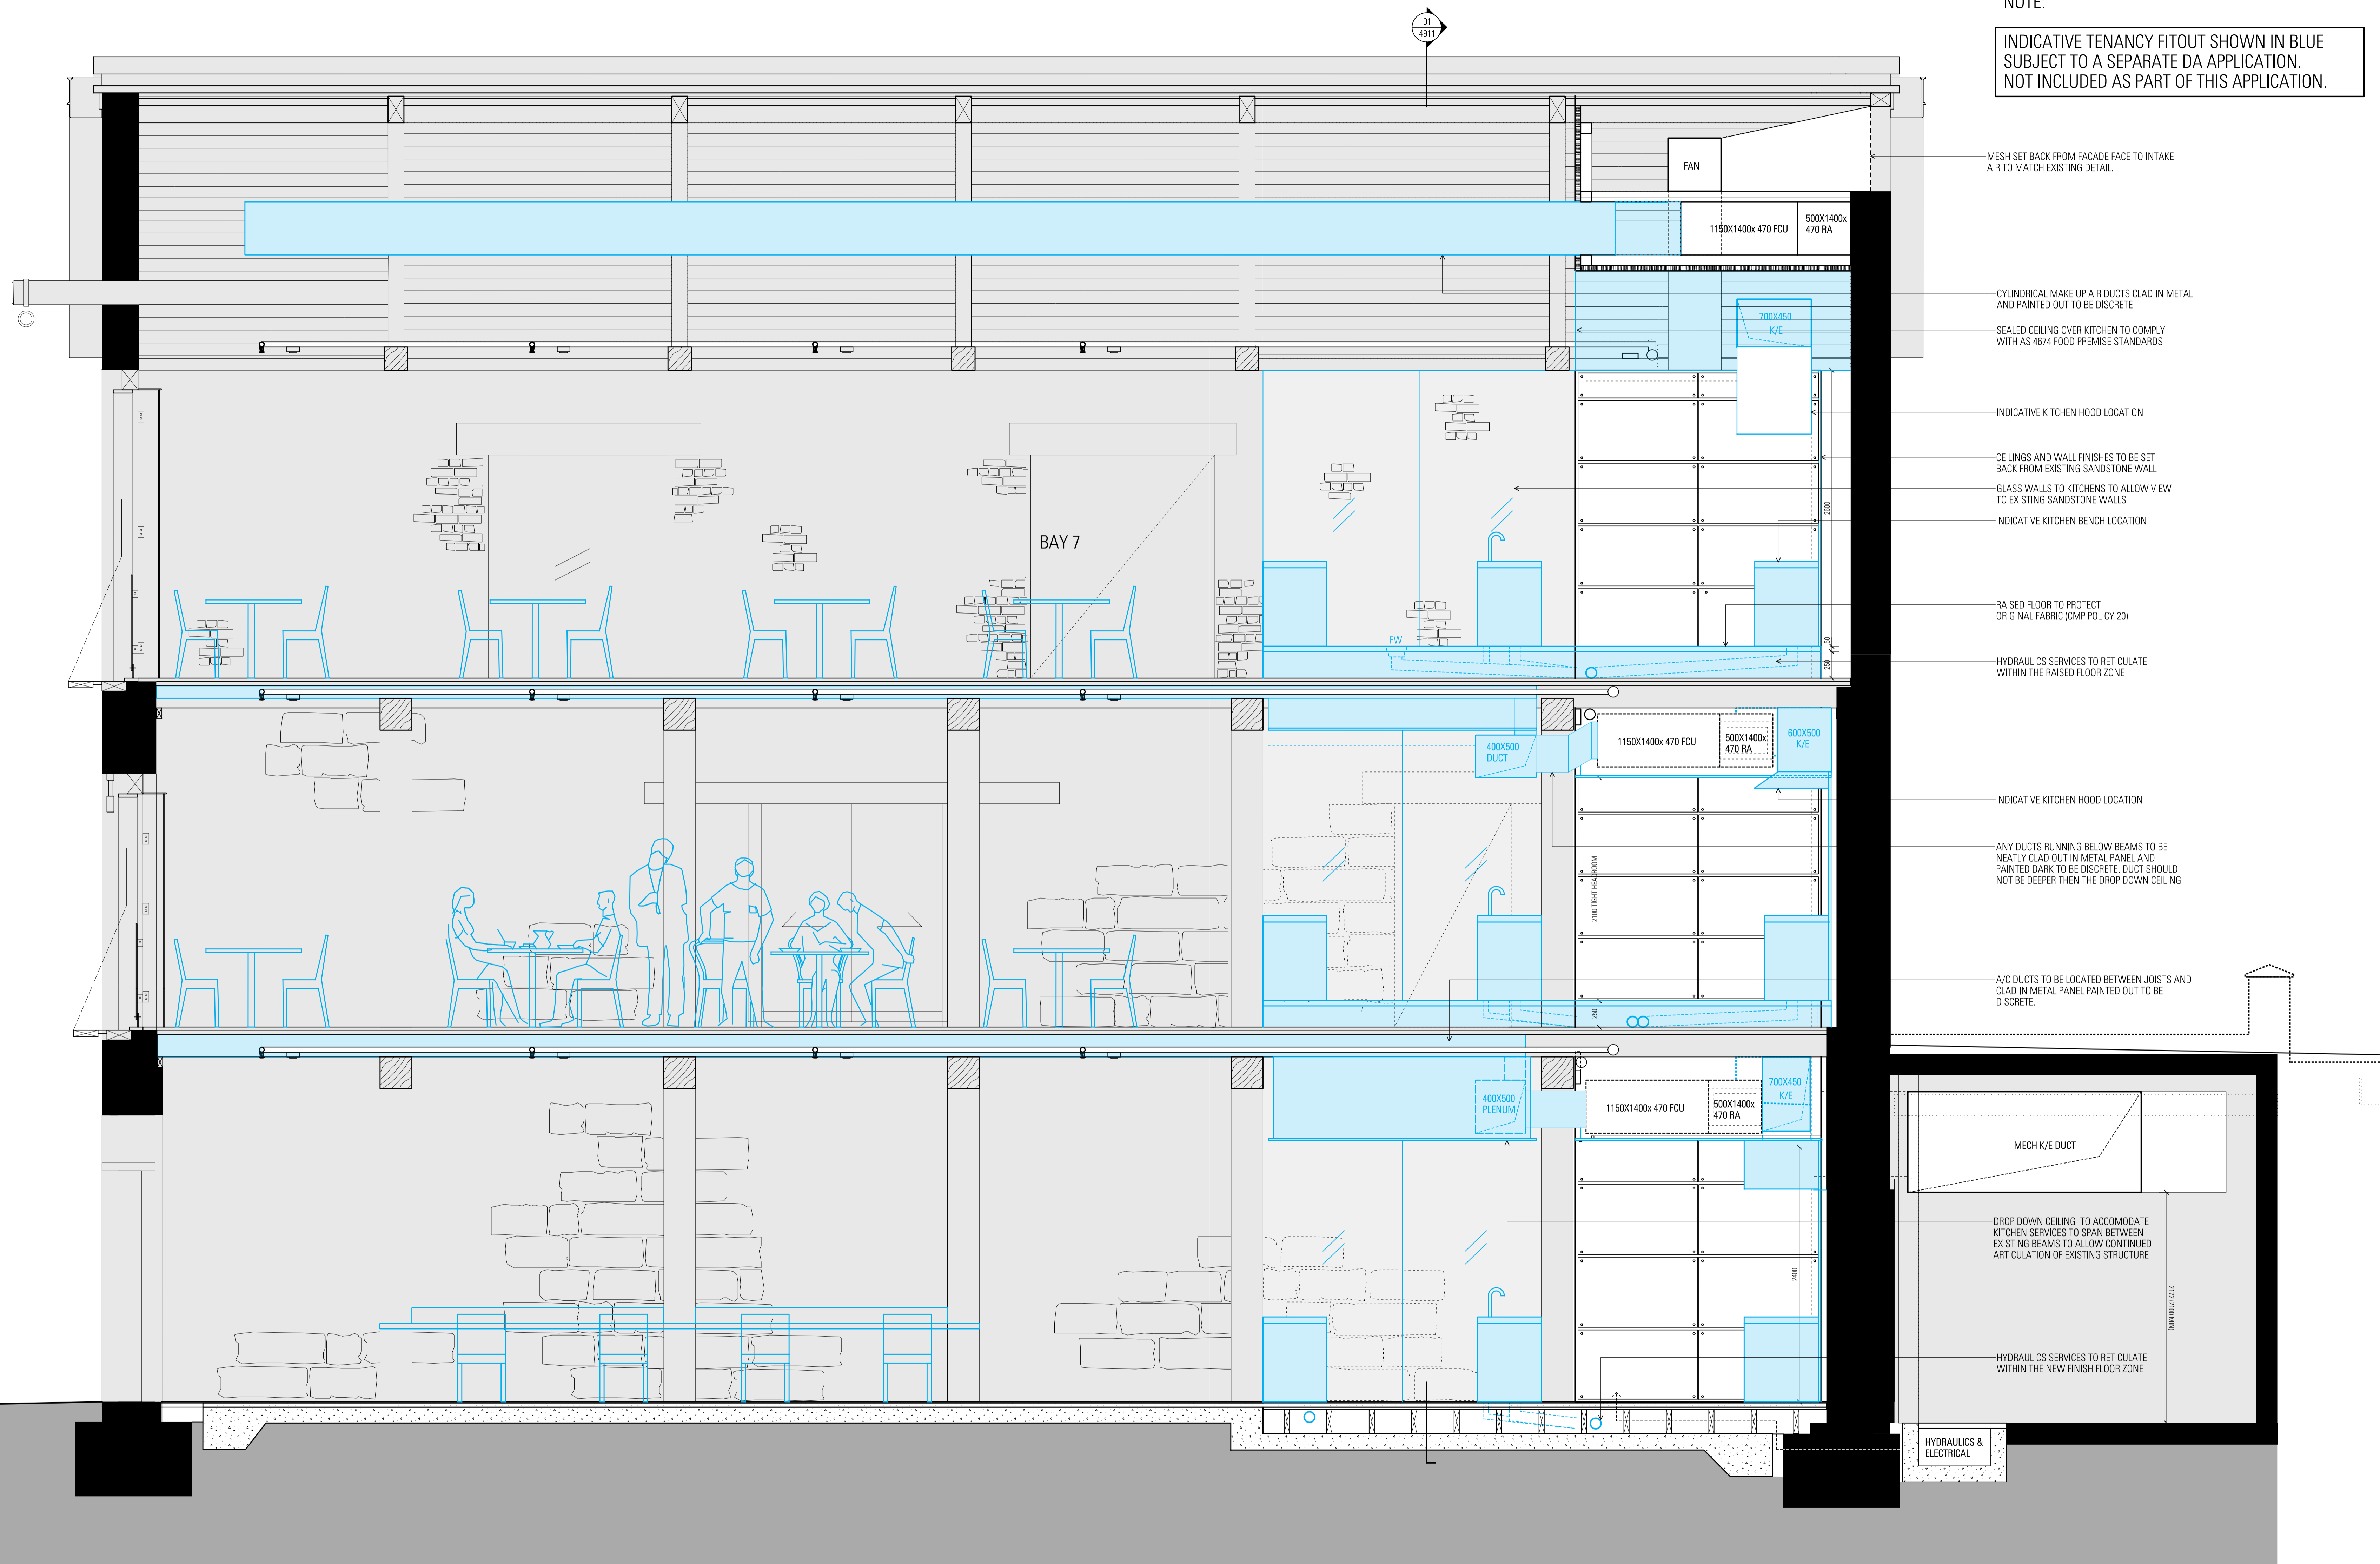 NOTE:
INDICATIVE TENANCY FITOUT SHOWN IN BLUE
SUBJECT TO A SEPARATE DA APPLICATION.
NOT INCLUDED AS PART OF THIS APPLICATION.
01
4911
MESH SET BACK FROM FACADE FACE TO INTAKE
AIR TO MATCH EXISTING DETAIL.
FAN
1150X1400x 470 FCU
500X1400x
470 RA
CYLINDRICAL MAKE UP AIR DUCTS CLAD IN METAL
AND PAINTED OUT TO BE DISCRETE
700X450
K/E
SEALED CEILING OVER KITCHEN TO COMPLY
WITH AS 4674 FOOD PREMISE STANDARDS
INDICATIVE KITCHEN HOOD LOCATION
CEILINGS AND WALL FINISHES TO BE SET
BACK FROM EXISTING SANDSTONE WALL
GLASS WALLS TO KITCHENS TO ALLOW VIEW
TO EXISTING SANDSTONE WALLS
INDICATIVE KITCHEN BENCH LOCATION
2600
BAY 7
RAISED FLOOR TO PROTECT
ORIGINAL FABRIC (CMP POLICY 20)
FW
50
250
HYDRAULICS SERVICES TO RETICULATE
WITHIN THE RAISED FLOOR ZONE
400X500
DUCT
1150X1400x 470 FCU
500X1400x
470 RA
600X500
K/E
INDICATIVE KITCHEN HOOD LOCATION
ANY DUCTS RUNNING BELOW BEAMS TO BE
NEATLY CLAD OUT IN METAL PANEL AND
PAINTED DARK TO BE DISCRETE. DUCT SHOULD
NOT BE DEEPER THEN THE DROP DOWN CEILING
2100 TIGHT HEADROOM
250
A/C DUCTS TO BE LOCATED BETWEEN JOISTS AND
CLAD IN METAL PANEL PAINTED OUT TO BE
DISCRETE.
400X500
PLENUM
1150X1400x 470 FCU
500X1400x
470 RA
700X450
K/E
MECH K/E DUCT
DROP DOWN CEILING TO ACCOMODATE
KITCHEN SERVICES TO SPAN BETWEEN
EXISTING BEAMS TO ALLOW CONTINUED
ARTICULATION OF EXISTING STRUCTURE
2400
2172 (2100 MIN)
HYDRAULICS SERVICES TO RETICULATE
WITHIN THE NEW FINISH FLOOR ZONE
HYDRAULICS &
ELECTRICAL